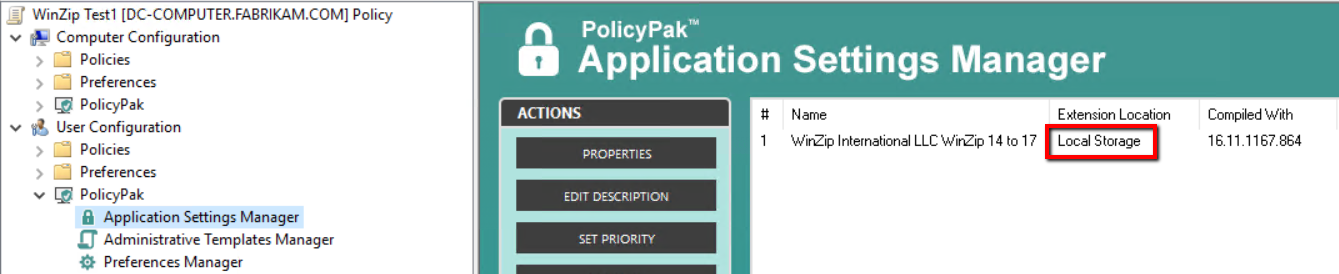 WinZip Test1 [DC-COMPUTER.FABRIKAM.COM] Policy
Computer Configuration
Policies
Preferences
PolicyPak
User Configuration
Policies
Preferences
PolicyPak
Application Settings Manager
Administrative Templates Manager
Preferences Manager
PolicyPak™
Application Settings Manager
ACTIONS
PROPERTIES
EDIT DESCRIPTION
SET PRIORITY
# Name Extension Location Compiled With
1 WinZip International LLC WinZip 14 to 17 Local Storage 16.11.1167.864